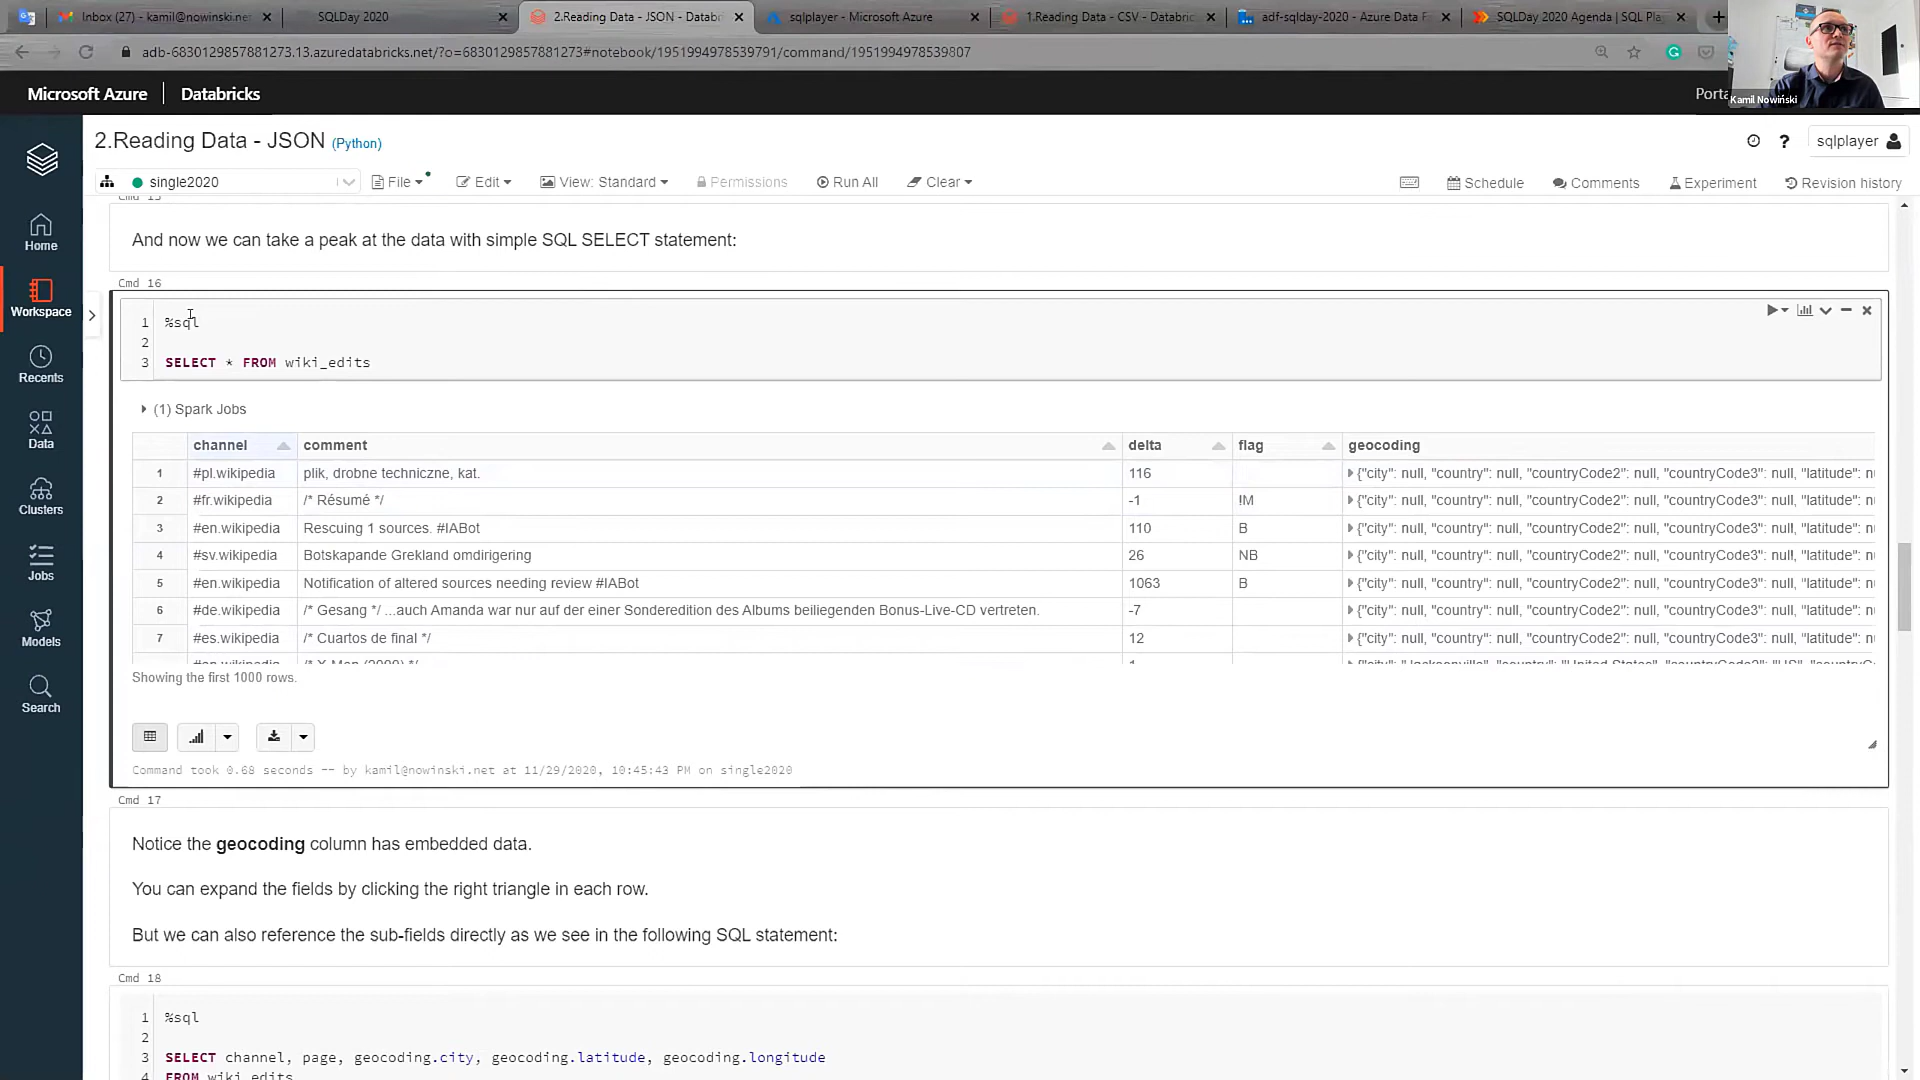 Inbox (2) - kamil@nowinski.net
SQLDay 2020
2.Reading Data - JSON - Databri
sqlplayer - Microsoft Azure
1.Reading Data - CSV - Databric
adf-sqlday-2020 - Azure Data F
SQLDay 2020 Agenda | SQL Pla
adb-6830129857881273.13.azuredatabricks.net/?o=6830129857881273#notebook/1951994978539791/command/1951994978539807
Microsoft Azure
Databricks
Porta
Kamil Nowiński
2.Reading Data - JSON (Python)
sqlplayer
single2020
File
Edit
View: Standard
Permissions
Run All
Clear
Schedule
Comments
Experiment
Revision history
Home
Workspace
Recents
Data
Clusters
Jobs
Models
Search
Cmd 15
And now we can take a peak at the data with simple SQL SELECT statement:
Cmd 16
1 %sql
2
3 SELECT * FROM wiki_edits
(1) Spark Jobs
channel comment delta flag geocoding
1 #pl.wikipedia plik, drobne techniczne, kat. 116 {"city": null, "country": null, "countryCode2": null, "countryCode3": null, "latitude": nu
2 #fr.wikipedia /* Résumé */ -1 !M {"city": null, "country": null, "countryCode2": null, "countryCode3": null, "latitude": nu
3 #en.wikipedia Rescuing 1 sources. #IABot 110 B {"city": null, "country": null, "countryCode2": null, "countryCode3": null, "latitude": nu
4 #sv.wikipedia Botskapande Grekland omdirigering 26 NB {"city": null, "country": null, "countryCode2": null, "countryCode3": null, "latitude": nu
5 #en.wikipedia Notification of altered sources needing review #IABot 1063 B {"city": null, "country": null, "countryCode2": null, "countryCode3": null, "latitude": nu
6 #de.wikipedia /* Gesang */ ...auch Amanda war nur auf der einer Sonderedition des Albums beiliegenden Bonus-Live-CD vertreten. -7 {"city": null, "country": null, "countryCode2": null, "countryCode3": null, "latitude": nu
7 #es.wikipedia /* Cuartos de final */ 12 {"city": null, "country": null, "countryCode2": null, "countryCode3": null, "latitude": nu
Showing the first 1000 rows.
Command took 0.68 seconds -- by kamil@nowinski.net at 11/29/2020, 10:45:43 PM on single2020
Cmd 17
Notice the geocoding column has embedded data.
You can expand the fields by clicking the right triangle in each row.
But we can also reference the sub-fields directly as we see in the following SQL statement:
Cmd 18
1 %sql
2
3 SELECT channel, page, geocoding.city, geocoding.latitude, geocoding.longitude
4 FROM wiki_edits